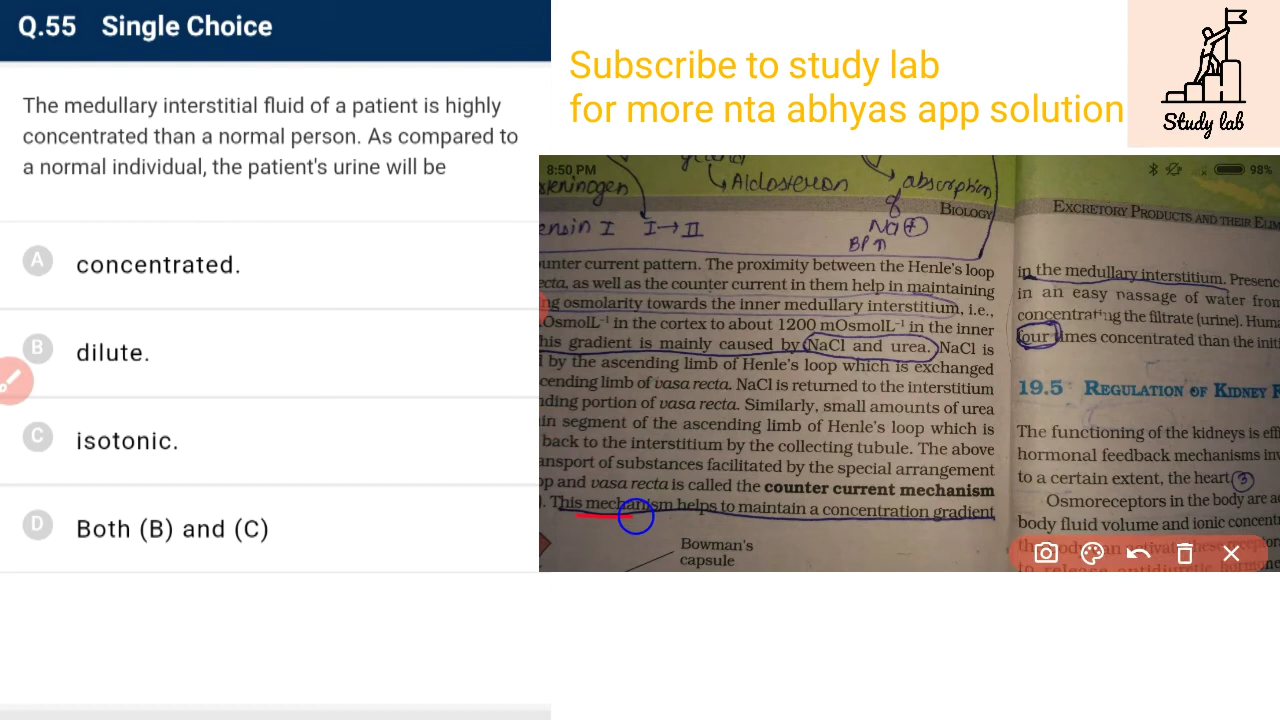 Q.55 Single Choice
The medullary interstitial fluid of a patient is highly
concentrated than a normal person. As compared to
a normal individual, the patient's urine will be
A concentrated.
B dilute.
C isotonic.
D Both (B) and (C)
Subscribe to study lab
for more nta abhyas app solution
Study lab
8:50 PM
98%
Aldosteron
absorption
of
Na+
BP↑
I→II
BIOLOGY
unter current pattern. The proximity between the Henle's loop
ecta, as well as the counter current in them help in maintaining
ng osmolarity towards the inner medullary interstitium, i.e.,
OsmolL⁻¹ in the cortex to about 1200 mOsmolL⁻¹ in the inner
his gradient is mainly caused by NaCl and urea. NaCl is
by the ascending limb of Henle's loop which is exchanged
cending limb of vasa recta. NaCl is returned to the interstitium
ding portion of vasa recta. Similarly, small amounts of urea
in segment of the ascending limb of Henle's loop which is
back to the interstitium by the collecting tubule. The above
ansport of substances facilitated by the special arrangement
op and vasa recta is called the counter current mechanism
. This mechanism helps to maintain a concentration gradient
Bowman's
capsule
EXCRETORY PRODUCTS AND THEIR ELIM
in the medullary interstitium. Presenc
in an easy passage of water from
concentrating the filtrate (urine). Huma
four times concentrated than the initi
19.5 REGULATION OF KIDNEY F
The functioning of the kidneys is eff
hormonal feedback mechanisms inv
to a certain extent, the heart 3
Osmoreceptors in the body are a
body fluid volume and ionic concent